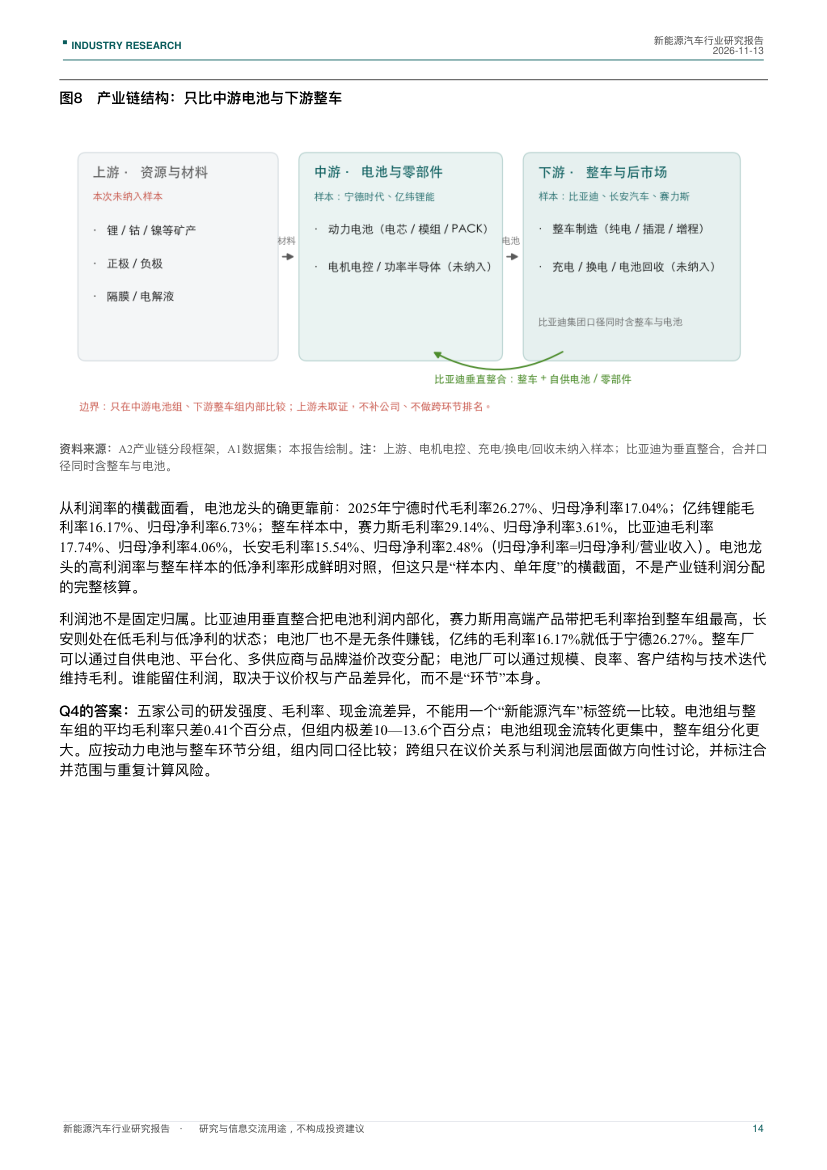 INDUSTRY RESEARCH
新能源汽车行业研究报告
2026-11-13
图8 产业链结构：只比中游电池与下游整车
上游 · 资源与材料
本次未纳入样本
· 锂 / 钴 / 镍等矿产
· 正极 / 负极
· 隔膜 / 电解液
材料
中游 · 电池与零部件
样本：宁德时代、亿纬锂能
· 动力电池（电芯 / 模组 / PACK）
· 电机电控 / 功率半导体（未纳入）
电池
下游 · 整车与后市场
样本：比亚迪、长安汽车、赛力斯
· 整车制造（纯电 / 插混 / 增程）
· 充电 / 换电 / 电池回收（未纳入）
比亚迪集团口径同时含整车与电池
比亚迪垂直整合：整车 + 自供电池 / 零部件
边界：只在中游电池组、下游整车组内部比较；上游未取证，不补公司、不做跨环节排名。
资料来源：A2产业链分段框架，A1数据集；本报告绘制。注：上游、电机电控、充电/换电/回收未纳入样本；比亚迪为垂直整合，合并口
径同时含整车与电池。
从利润率的横截面看，电池龙头的确更靠前：2025年宁德时代毛利率26.27%、归母净利率17.04%；亿纬锂能毛
利率16.17%、归母净利率6.73%；整车样本中，赛力斯毛利率29.14%、归母净利率3.61%，比亚迪毛利率
17.74%、归母净利率4.06%，长安毛利率15.54%、归母净利率2.48%（归母净利率=归母净利/营业收入）。电池龙
头的高利润率与整车样本的低净利率形成鲜明对照，但这只是“样本内、单年度”的横截面，不是产业链利润分配
的完整核算。
利润池不是固定归属。比亚迪用垂直整合把电池利润内部化，赛力斯用高端产品带把毛利率抬到整车组最高，长
安则处在低毛利与低净利的状态；电池厂也不是无条件赚钱，亿纬的毛利率16.17%就低于宁德26.27%。整车厂
可以通过自供电池、平台化、多供应商与品牌溢价改变分配；电池厂可以通过规模、良率、客户结构与技术迭代
维持毛利。谁能留住利润，取决于议价权与产品差异化，而不是“环节”本身。
Q4的答案：五家公司的研发强度、毛利率、现金流差异，不能用一个“新能源汽车”标签统一比较。电池组与整
车组的平均毛利率只差0.41个百分点，但组内极差10—13.6个百分点；电池组现金流转化更集中，整车组分化更
大。应按动力电池与整车环节分组，组内同口径比较；跨组只在议价关系与利润池层面做方向性讨论，并标注合
并范围与重复计算风险。
新能源汽车行业研究报告 · 研究与信息交流用途，不构成投资建议
14